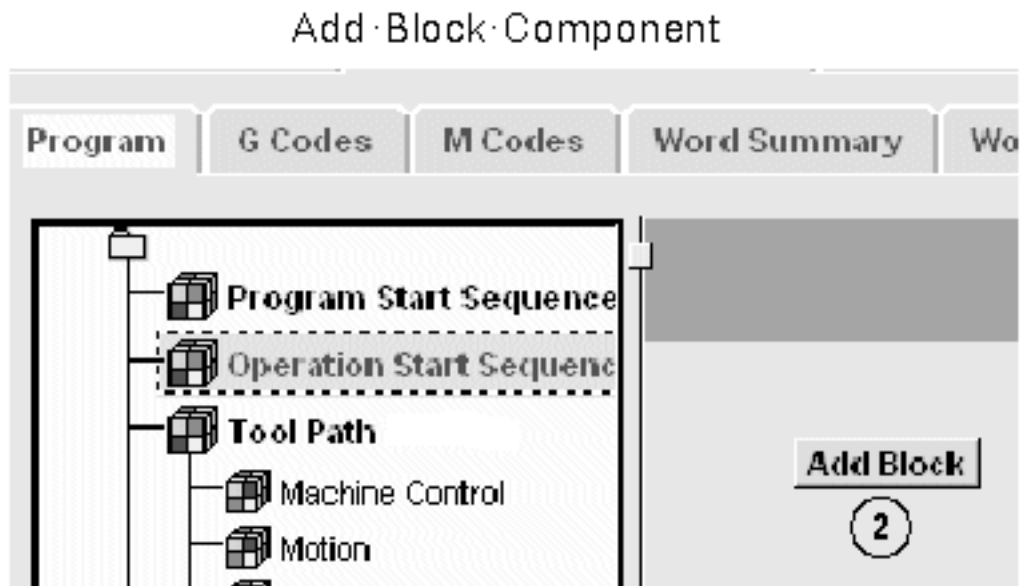 Add·Block·Component
Program G Codes M Codes Word Summary Wo
Program Start Sequence
Operation Start Sequenc
Tool Path
Machine Control
Motion
Add Block
2